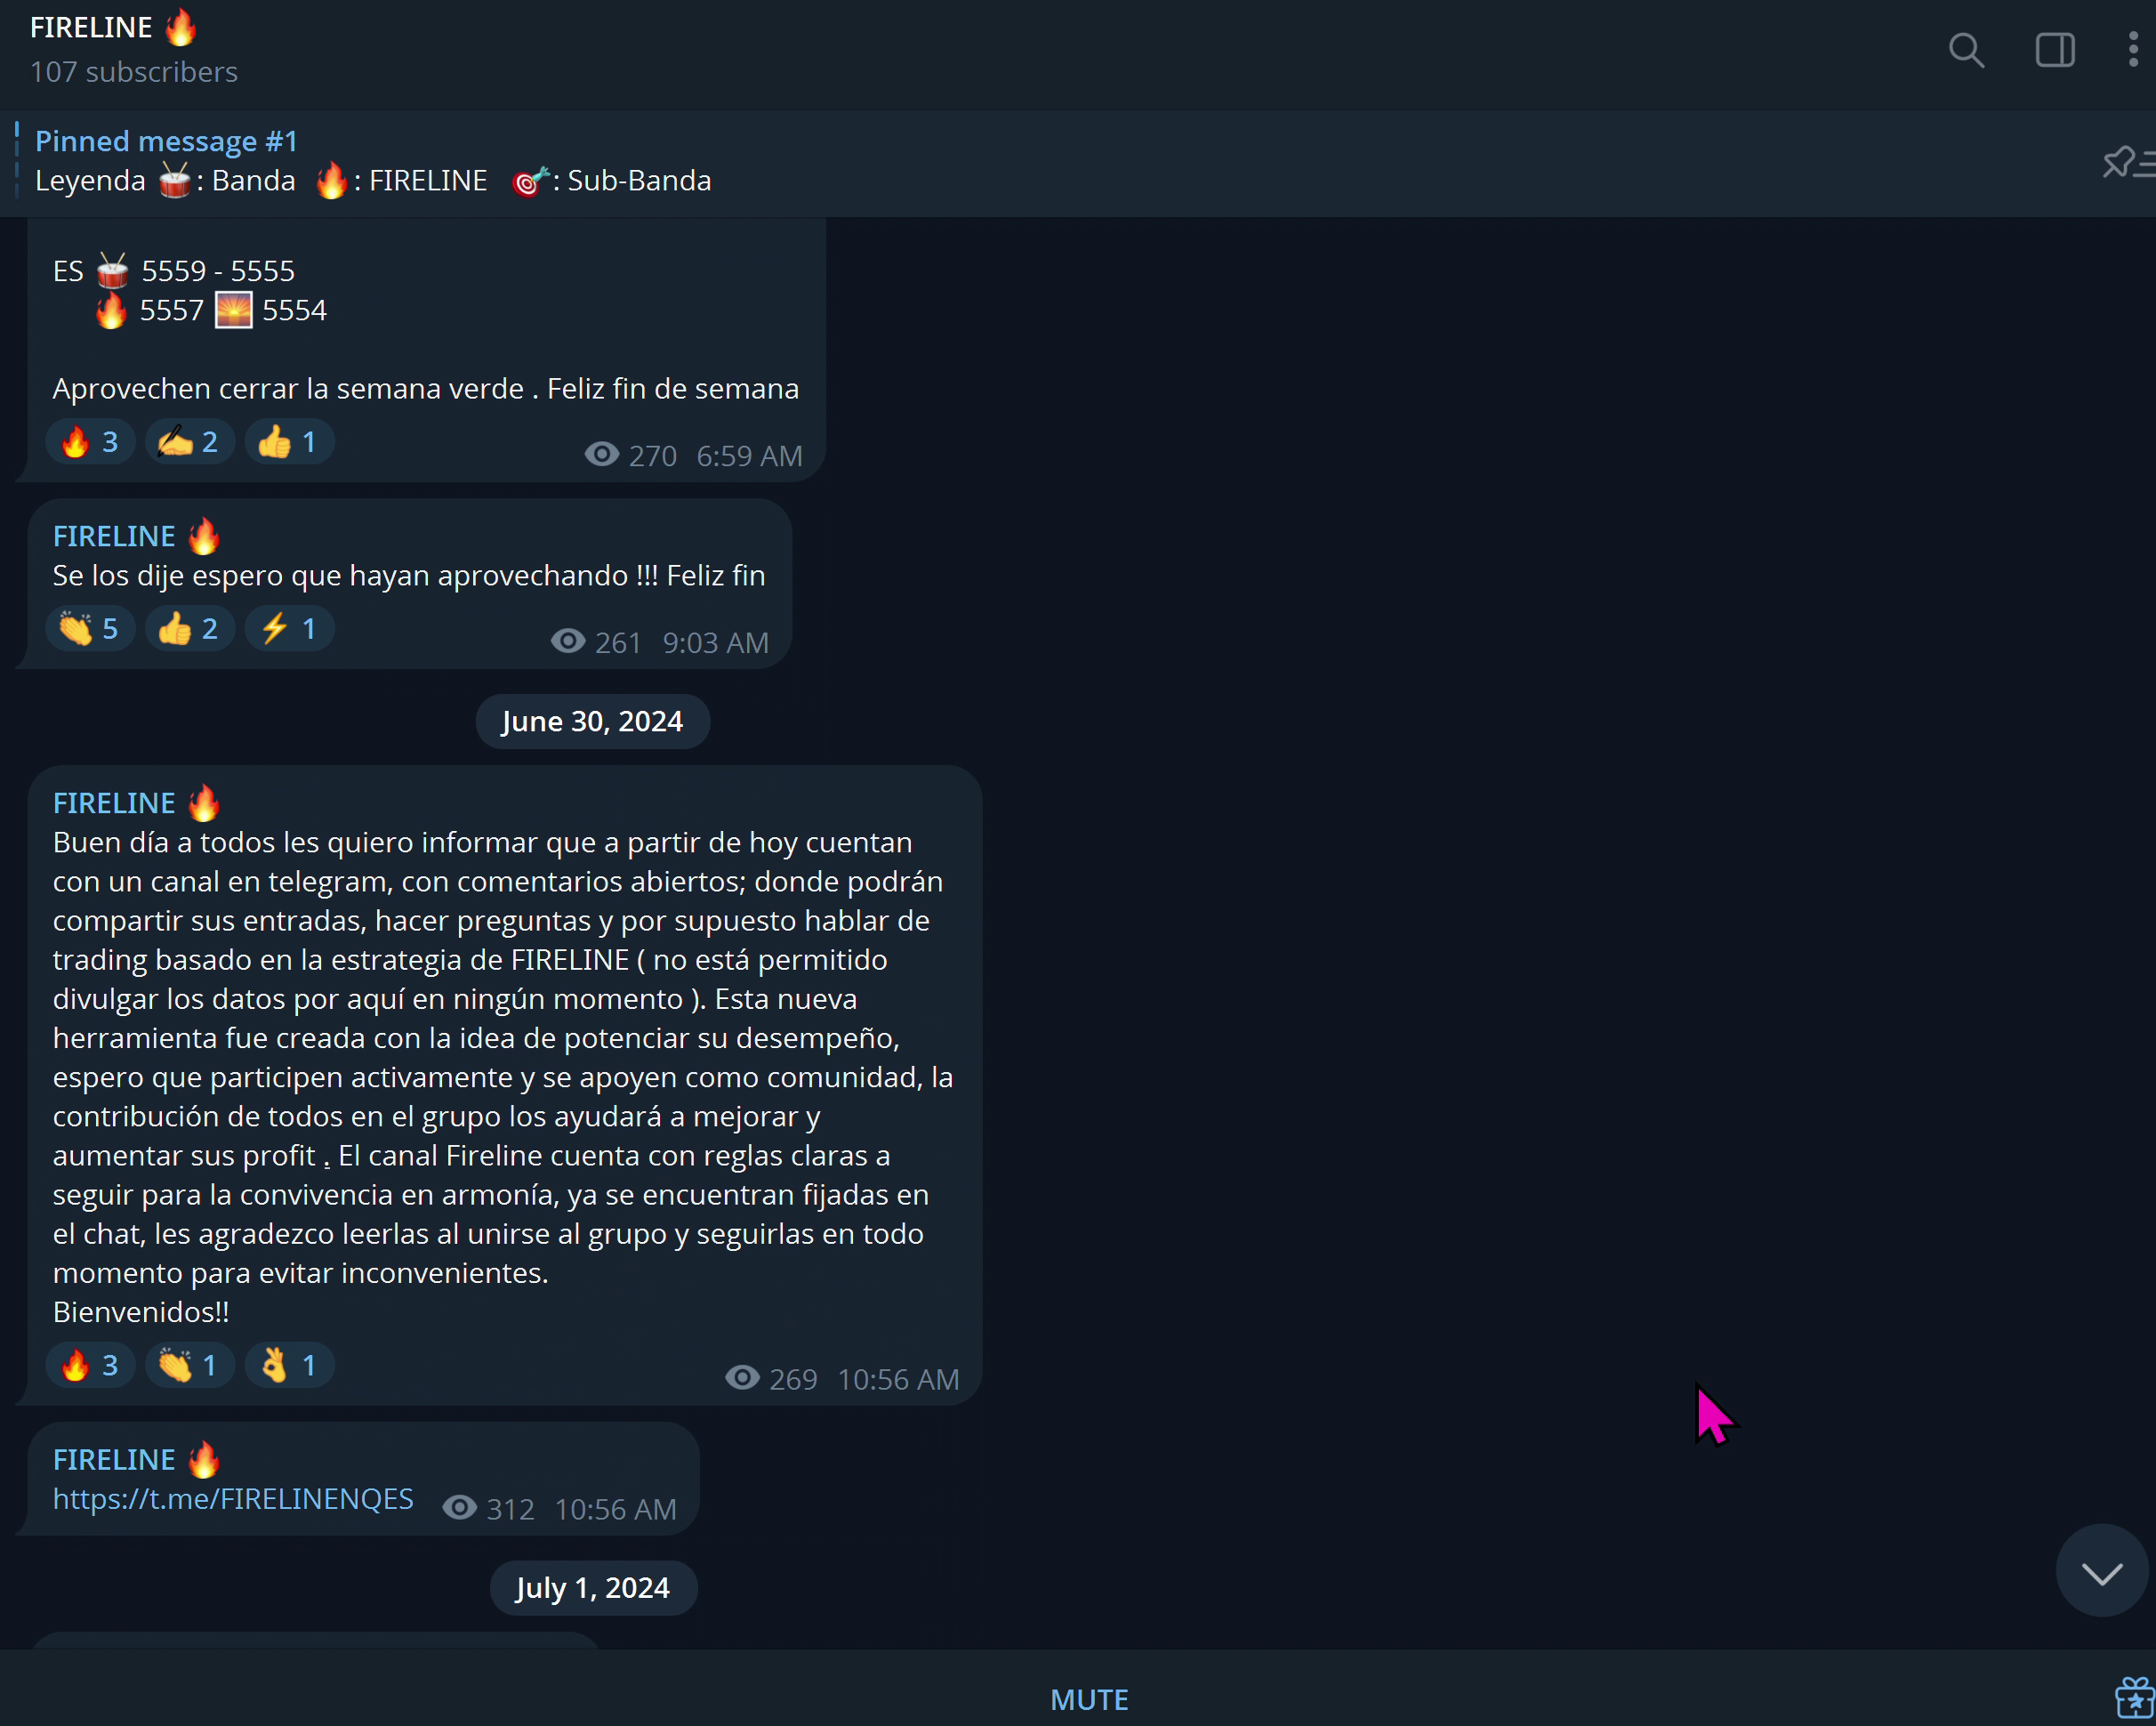 FIRELINE 🔥
107 subscribers
Pinned message #1
Leyenda 🥁: Banda 🔥: FIRELINE 🎯: Sub-Banda
ES 🥁 5559 - 5555
🔥 5557 🌅 5554
Aprovechen cerrar la semana verde . Feliz fin de semana
🔥 3 ✍️ 2 👍 1 270 6:59 AM
FIRELINE 🔥
Se los dije espero que hayan aprovechando !!! Feliz fin
👏 5 👍 2 ⚡ 1 261 9:03 AM
June 30, 2024
FIRELINE 🔥
Buen día a todos les quiero informar que a partir de hoy cuentan
con un canal en telegram, con comentarios abiertos; donde podrán
compartir sus entradas, hacer preguntas y por supuesto hablar de
trading basado en la estrategia de FIRELINE ( no está permitido
divulgar los datos por aquí en ningún momento ). Esta nueva
herramienta fue creada con la idea de potenciar su desempeño,
espero que participen activamente y se apoyen como comunidad, la
contribución de todos en el grupo los ayudará a mejorar y
aumentar sus profit . El canal Fireline cuenta con reglas claras a
seguir para la convivencia en armonía, ya se encuentran fijadas en
el chat, les agradezco leerlas al unirse al grupo y seguirlas en todo
momento para evitar inconvenientes.
Bienvenidos!!
🔥 3 👏 1 👌 1 269 10:56 AM
FIRELINE 🔥
https://t.me/FIRELINENQES 312 10:56 AM
July 1, 2024
MUTE